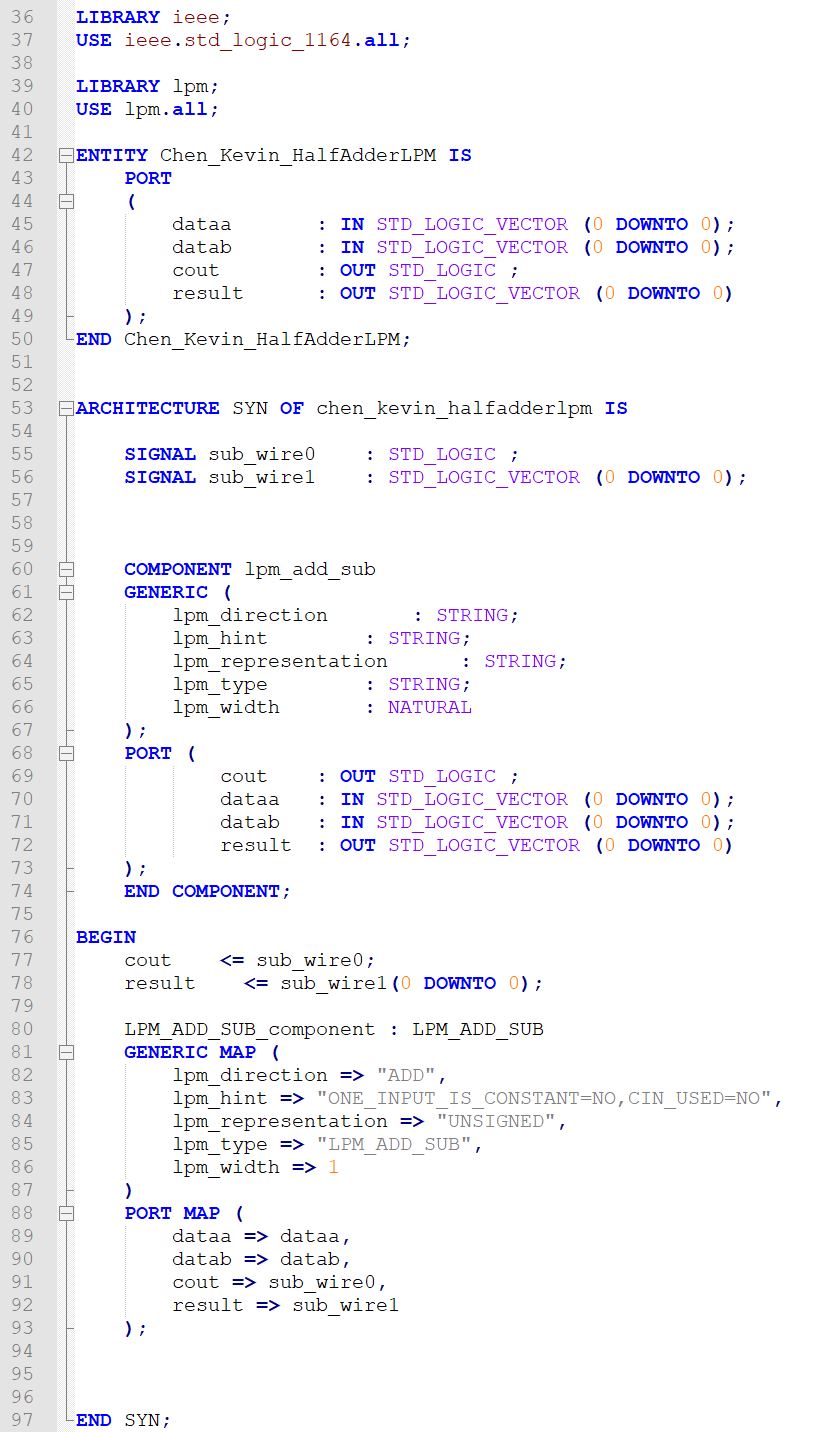 36 LIBRARY ieee;
37 USE ieee.std_logic_1164.all;
38
39 LIBRARY lpm;
40 USE lpm.all;
41
42 ENTITY Chen_Kevin_HalfAdderLPM IS
43 PORT
44 (
45 dataa : IN STD_LOGIC_VECTOR (0 DOWNTO 0);
46 datab : IN STD_LOGIC_VECTOR (0 DOWNTO 0);
47 cout : OUT STD_LOGIC ;
48 result : OUT STD_LOGIC_VECTOR (0 DOWNTO 0)
49 );
50 END Chen_Kevin_HalfAdderLPM;
51
52
53 ARCHITECTURE SYN OF chen_kevin_halfadderlpm IS
54
55 SIGNAL sub_wire0 : STD_LOGIC ;
56 SIGNAL sub_wire1 : STD_LOGIC_VECTOR (0 DOWNTO 0);
57
58
59
60 COMPONENT lpm_add_sub
61 GENERIC (
62 lpm_direction : STRING;
63 lpm_hint : STRING;
64 lpm_representation : STRING;
65 lpm_type : STRING;
66 lpm_width : NATURAL
67 );
68 PORT (
69 cout : OUT STD_LOGIC ;
70 dataa : IN STD_LOGIC_VECTOR (0 DOWNTO 0);
71 datab : IN STD_LOGIC_VECTOR (0 DOWNTO 0);
72 result : OUT STD_LOGIC_VECTOR (0 DOWNTO 0)
73 );
74 END COMPONENT;
75
76 BEGIN
77 cout <= sub_wire0;
78 result <= sub_wire1(0 DOWNTO 0);
79
80 LPM_ADD_SUB_component : LPM_ADD_SUB
81 GENERIC MAP (
82 lpm_direction => "ADD",
83 lpm_hint => "ONE_INPUT_IS_CONSTANT=NO,CIN_USED=NO",
84 lpm_representation => "UNSIGNED",
85 lpm_type => "LPM_ADD_SUB",
86 lpm_width => 1
87 )
88 PORT MAP (
89 dataa => dataa,
90 datab => datab,
91 cout => sub_wire0,
92 result => sub_wire1
93 );
94
95
96
97 END SYN;